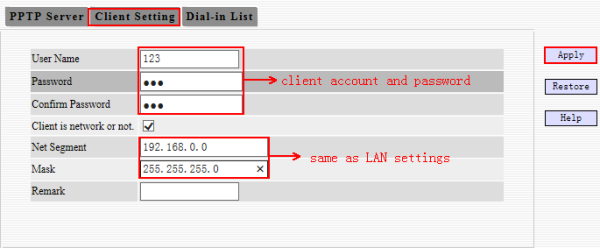 PPTP Server Client Setting Dial-in List
User Name 123
Apply
Password ●●● client account and password
Restore
Confirm Password ●●●
Client is network or not.
Help
Net Segment 192.168.0.0
same as LAN settings
Mask 255.255.255.0 ×
Remark